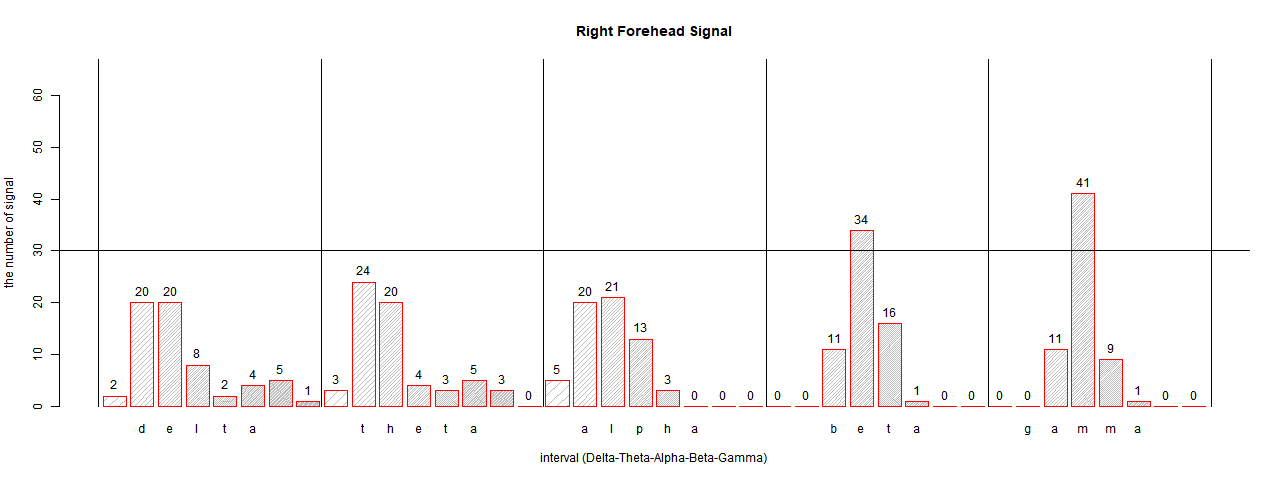 Right Forehead Signal
the number of signal
60
50
40
30
20
10
0
2 20 20 8 2 4 5 1
3 24 20 4 3 5 3 0
5 20 21 13 3 0 0 0
0 0 11 34 16 1 0 0
0 0 11 41 9 1 0 0
d e l t a t h e t a a l p h a b e t a g a m m a
interval (Delta-Theta-Alpha-Beta-Gamma)